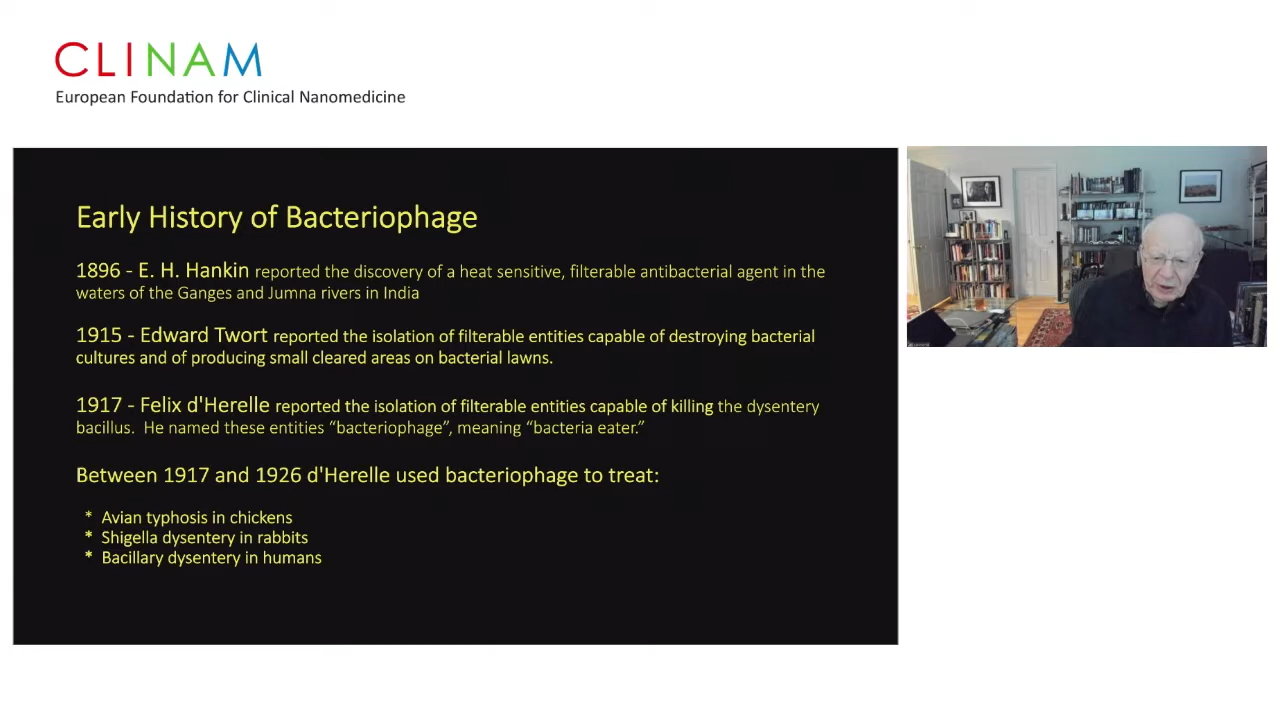 CLINAM
European Foundation for Clinical Nanomedicine
Early History of Bacteriophage
1896 - E. H. Hankin reported the discovery of a heat sensitive, filterable antibacterial agent in the
waters of the Ganges and Jumna rivers in India
1915 - Edward Twort reported the isolation of filterable entities capable of destroying bacterial
cultures and of producing small cleared areas on bacterial lawns.
1917 - Felix d'Herelle reported the isolation of filterable entities capable of killing the dysentery
bacillus. He named these entities “bacteriophage”, meaning “bacteria eater.”
Between 1917 and 1926 d'Herelle used bacteriophage to treat:
* Avian typhosis in chickens
* Shigella dysentery in rabbits
* Bacillary dysentery in humans